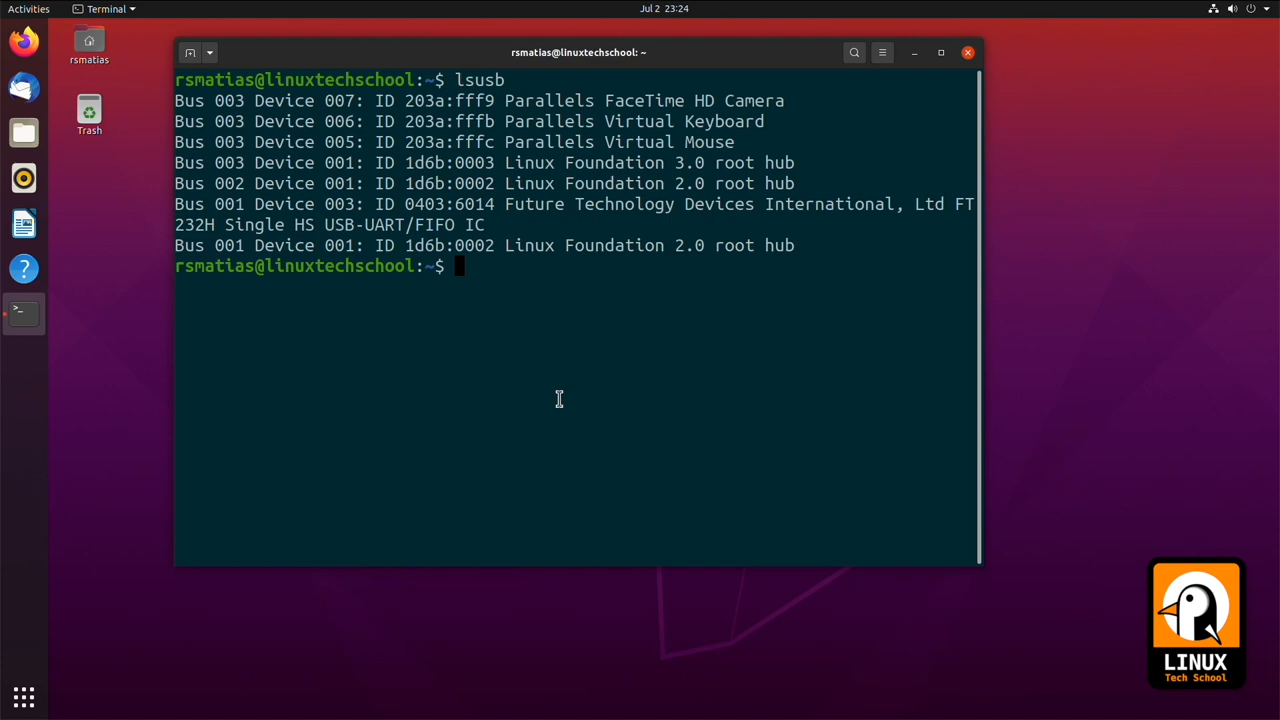 Activities
Terminal
Jul 2 23:24
rsmatias
Trash
rsmatias@linuxtechschool: ~
rsmatias@linuxtechschool:~$ lsusb
Bus 003 Device 007: ID 203a:fff9 Parallels FaceTime HD Camera
Bus 003 Device 006: ID 203a:fffb Parallels Virtual Keyboard
Bus 003 Device 005: ID 203a:fffc Parallels Virtual Mouse
Bus 003 Device 001: ID 1d6b:0003 Linux Foundation 3.0 root hub
Bus 002 Device 001: ID 1d6b:0002 Linux Foundation 2.0 root hub
Bus 001 Device 003: ID 0403:6014 Future Technology Devices International, Ltd FT
232H Single HS USB-UART/FIFO IC
Bus 001 Device 001: ID 1d6b:0002 Linux Foundation 2.0 root hub
rsmatias@linuxtechschool:~$
LINUX
Tech School